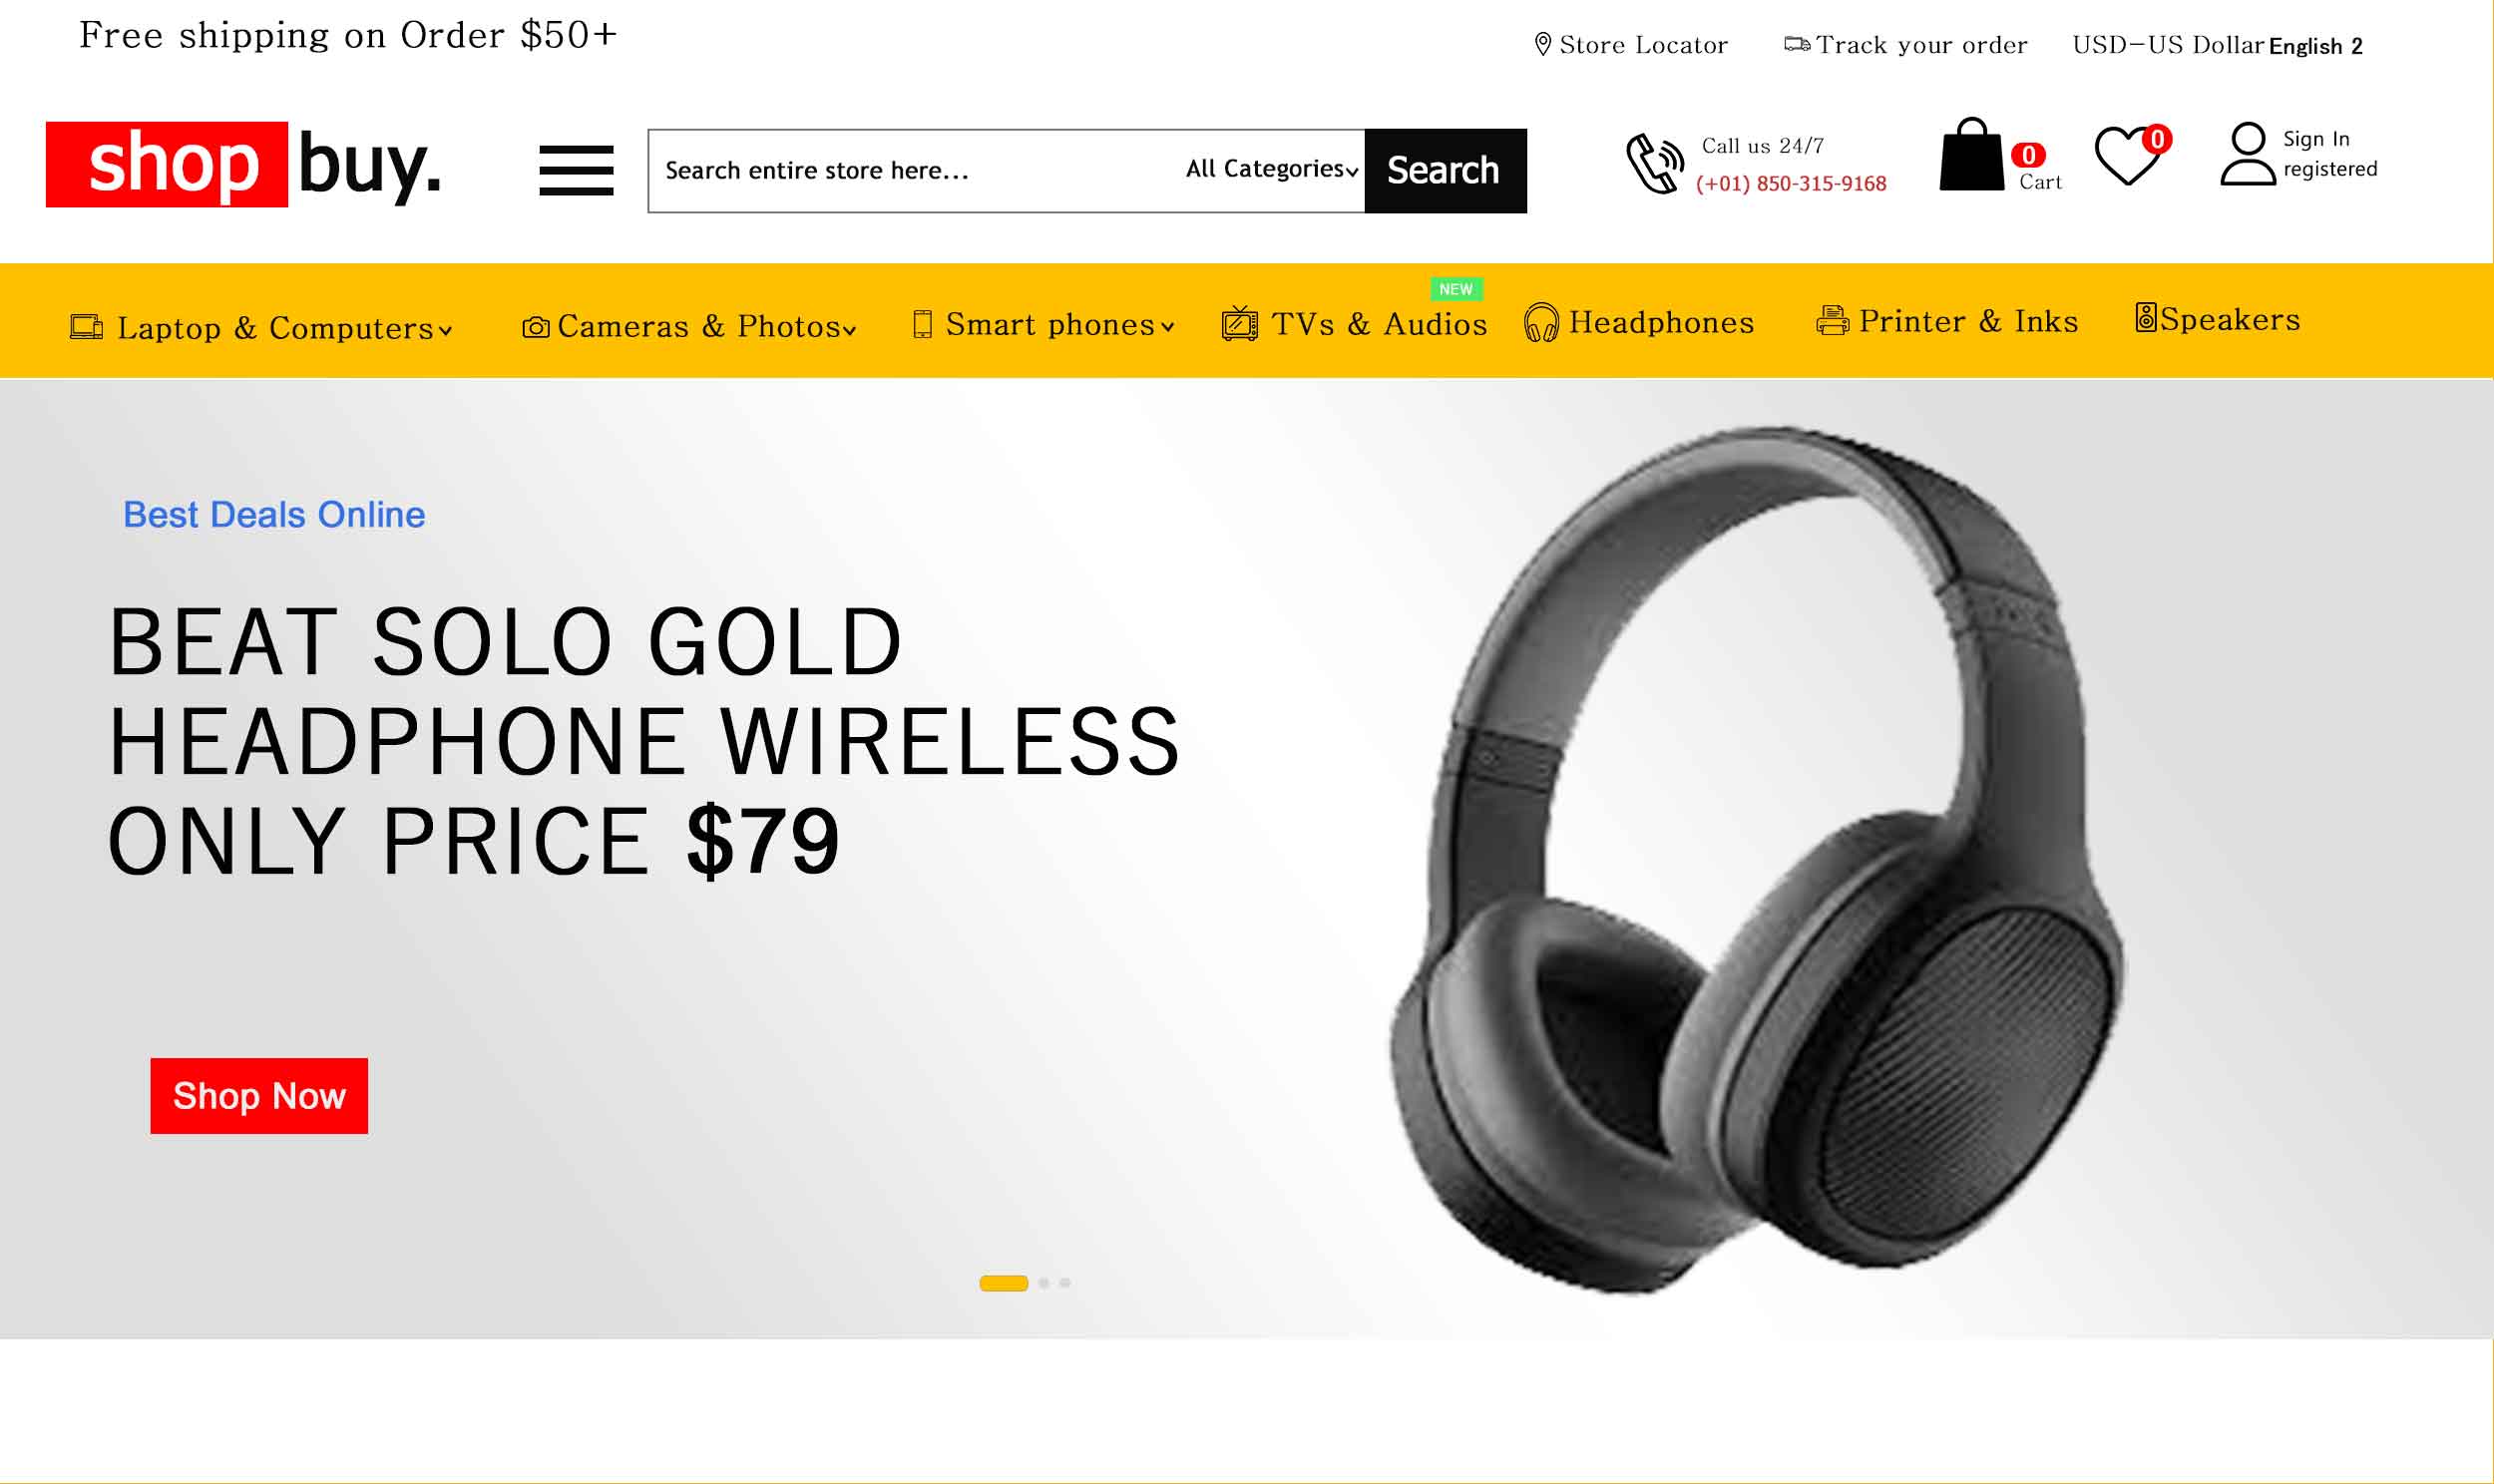 Free shipping on Order $50+
Store Locator
Track your order
USD-US Dollar English 2
shop buy.
Search entire store here...
All Categories
Search
Call us 24/7
(+01) 850-315-9168
0
Cart
0
Sign In
registered
NEW
Laptop & Computers
Cameras & Photos
Smart phones
TVs & Audios
Headphones
Printer & Inks
Speakers
Best Deals Online
BEAT SOLO GOLD
HEADPHONE WIRELESS
ONLY PRICE $79
Shop Now